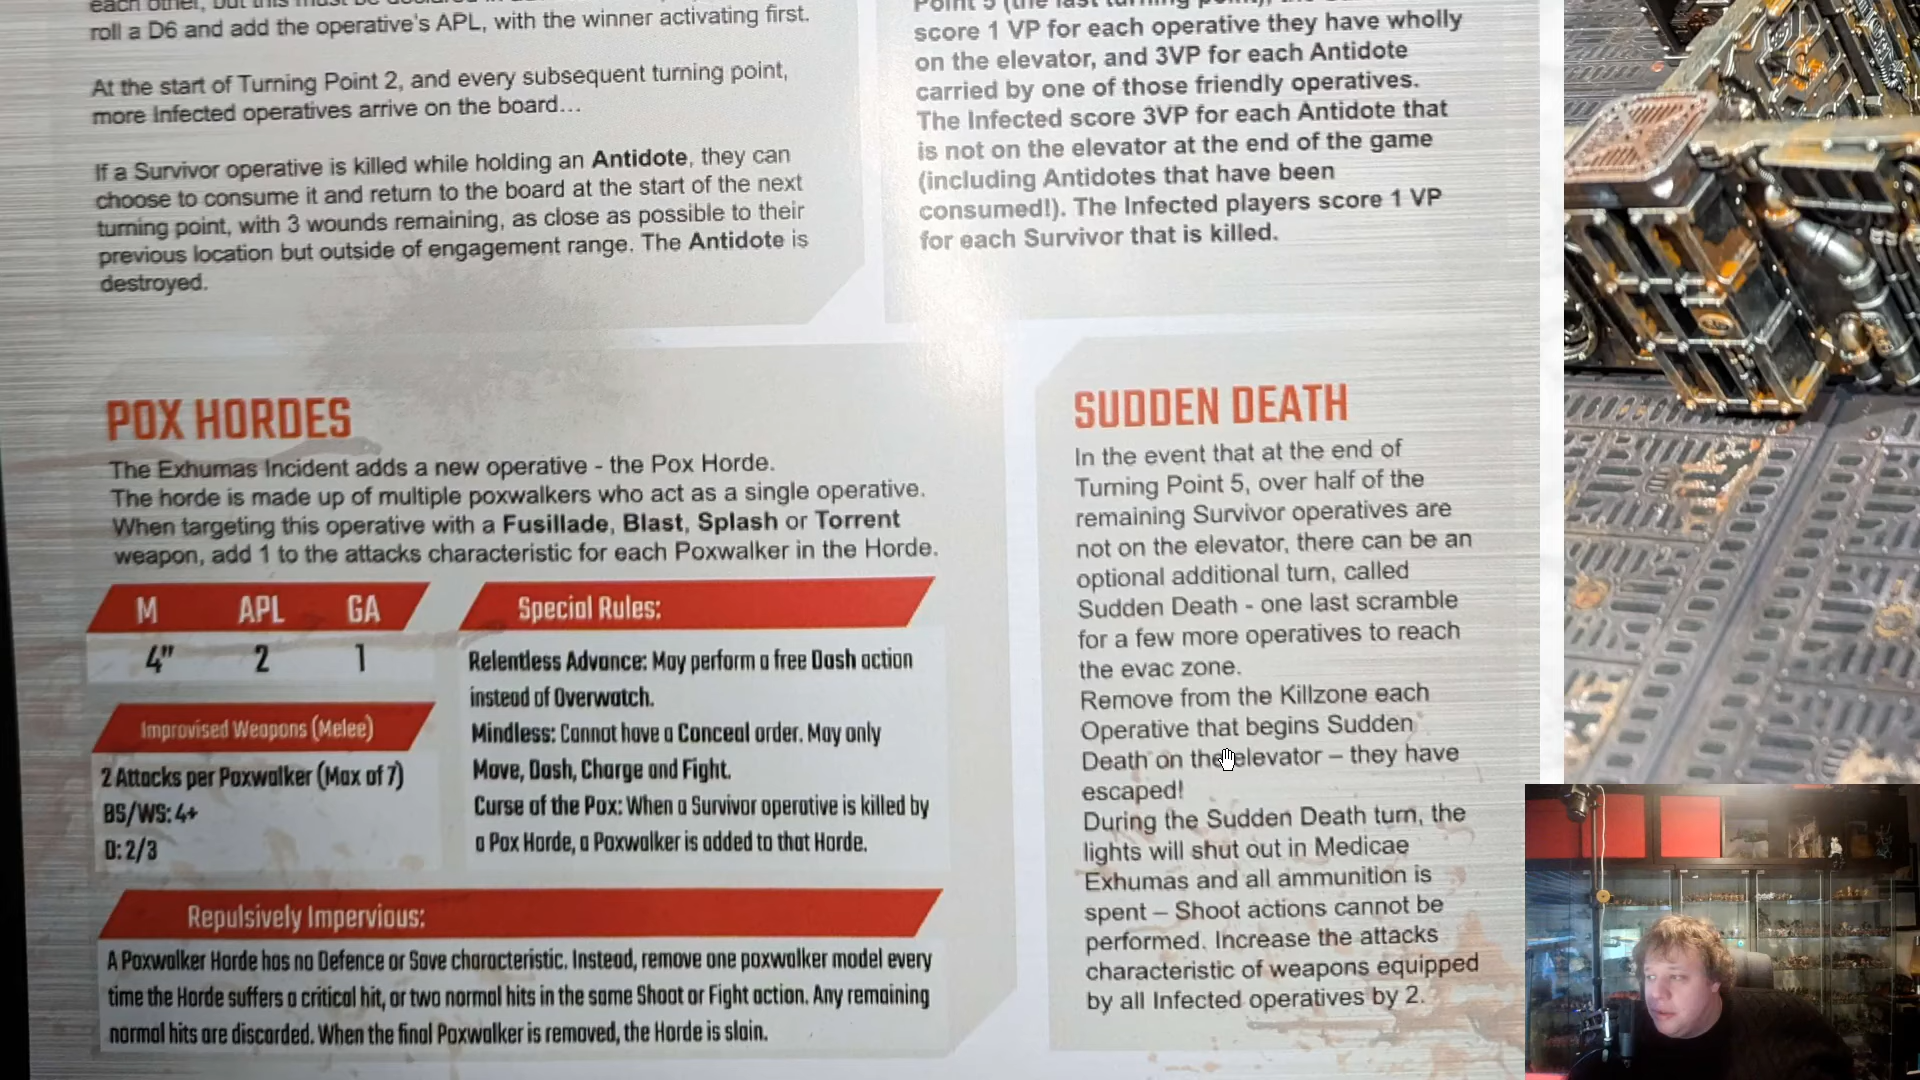 roll a D6 and add the operative's APL, with the winner activating first.
At the start of Turning Point 2, and every subsequent turning point,
more Infected operatives arrive on the board...
If a Survivor operative is killed while holding an Antidote, they can
choose to consume it and return to the board at the start of the next
turning point, with 3 wounds remaining, as close as possible to their
previous location but outside of engagement range. The Antidote is
destroyed.
score 1 VP for each operative they have wholly
on the elevator, and 3VP for each Antidote
carried by one of those friendly operatives.
The Infected score 3VP for each Antidote that
is not on the elevator at the end of the game
(including Antidotes that have been
consumed!). The Infected players score 1 VP
for each Survivor that is killed.
POX HORDES
The Exhumas Incident adds a new operative - the Pox Horde.
The horde is made up of multiple poxwalkers who act as a single operative.
When targeting this operative with a Fusillade, Blast, Splash or Torrent
weapon, add 1 to the attacks characteristic for each Poxwalker in the Horde.
M APL GA
4" 2 1
Improvised Weapons (Melee)
2 Attacks per Poxwalker (Max of 7)
BS/WS: 4+
D: 2/3
Special Rules:
Relentless Advance: May perform a free Dash action
instead of Overwatch.
Mindless: Cannot have a Conceal order. May only
Move, Dash, Charge and Fight.
Curse of the Pox: When a Survivor operative is killed by
a Pox Horde, a Poxwalker is added to that Horde.
Repulsively Impervious:
A Poxwalker Horde has no Defence or Save characteristic. Instead, remove one poxwalker model every
time the Horde suffers a critical hit, or two normal hits in the same Shoot or Fight action. Any remaining
normal hits are discarded. When the final Poxwalker is removed, the Horde is slain.
SUDDEN DEATH
In the event that at the end of
Turning Point 5, over half of the
remaining Survivor operatives are
not on the elevator, there can be an
optional additional turn, called
Sudden Death - one last scramble
for a few more operatives to reach
the evac zone.
Remove from the Killzone each
Operative that begins Sudden
Death on the elevator – they have
escaped!
During the Sudden Death turn, the
lights will shut out in Medicae
Exhumas and all ammunition is
spent – Shoot actions cannot be
performed. Increase the attacks
characteristic of weapons equipped
by all Infected operatives by 2.